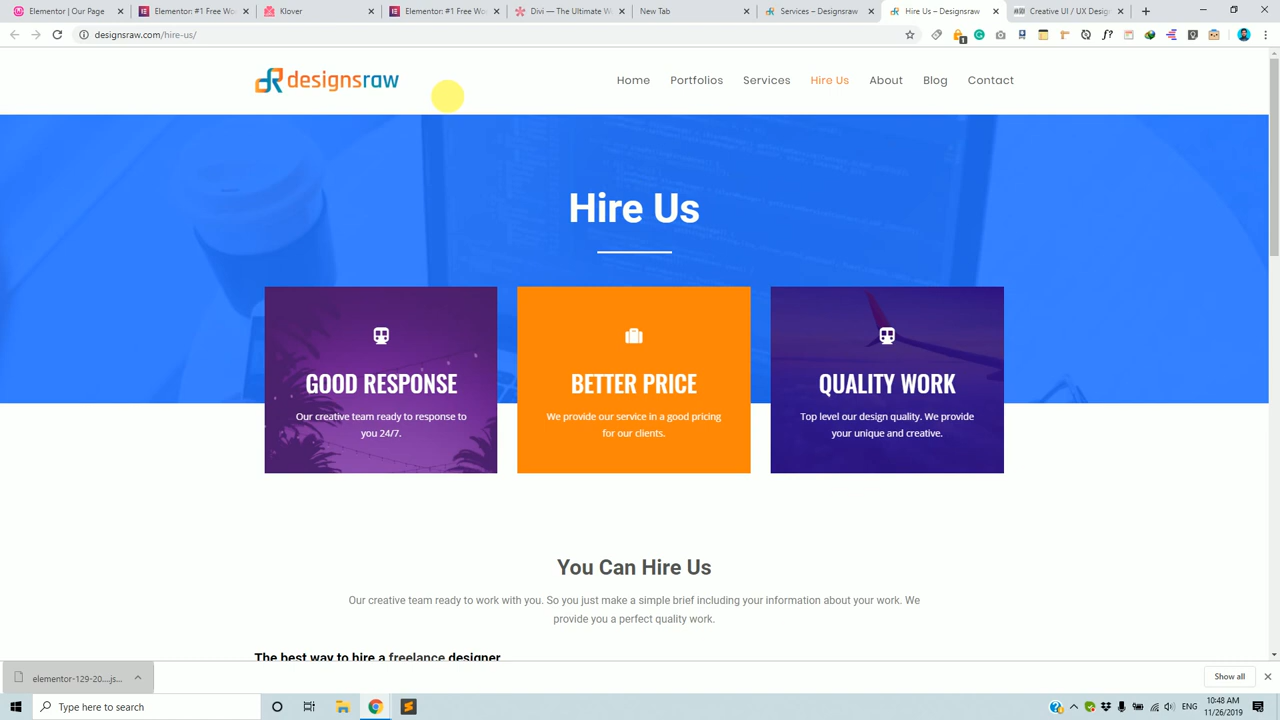 Elementor | Our Page
Elementor: #1 Free Wo
Klover
Elementor: #1 Free Wo
Divi — The Ultimate W
New Tab
Services – Designsraw
Hire Us – Designsraw
Creative UI / UX Desig
designsraw.com/hire-us/
1
f?
designsraw
Home
Portfolios
Services
Hire Us
About
Blog
Contact
Hire Us
GOOD RESPONSE
Our creative team ready to response to
you 24/7.
BETTER PRICE
We provide our service in a good pricing
for our clients.
QUALITY WORK
Top level our design quality. We provide
your unique and creative.
You Can Hire Us
Our creative team ready to work with you. So you just make a simple brief including your information about your work. We
provide you a perfect quality work.
The best way to hire a freelance designer
elementor-129-20....js...
Show all
Type here to search
ENG
10:48 AM
11/26/2019